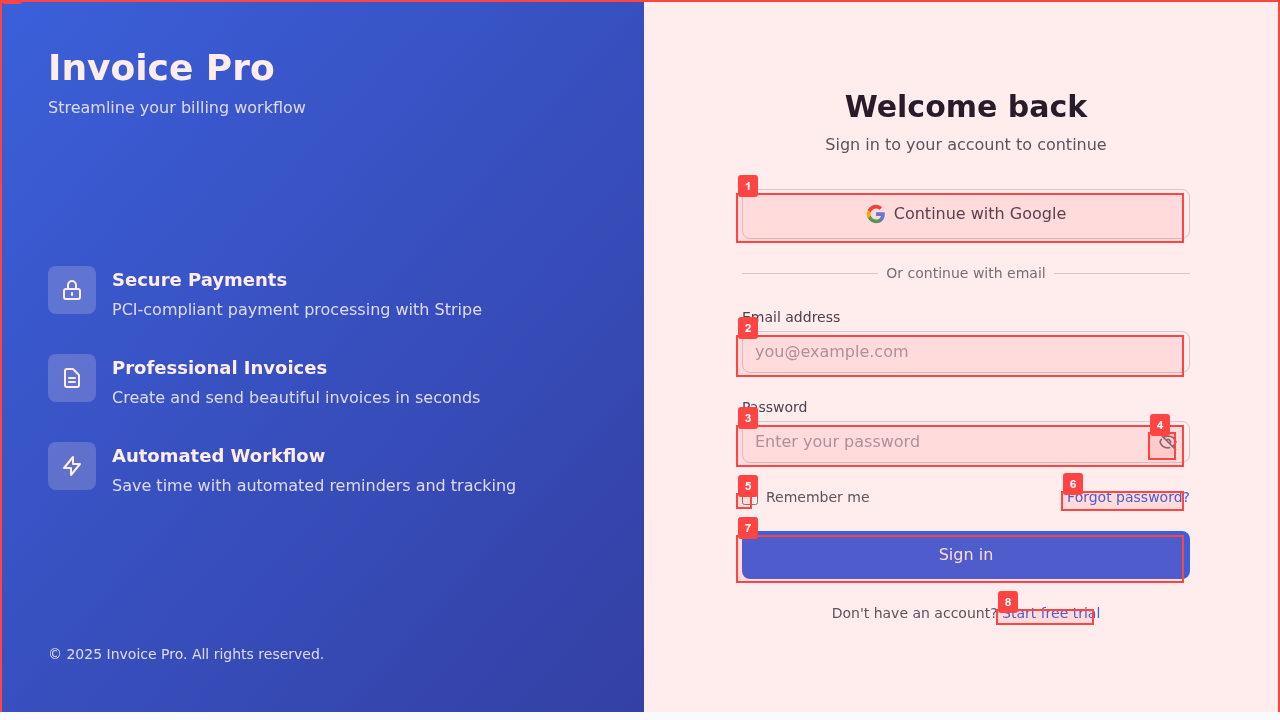 Invoice Pro
Streamline your billing workflow
Secure Payments
PCI-compliant payment processing with Stripe
Professional Invoices
Create and send beautiful invoices in seconds
Automated Workflow
Save time with automated reminders and tracking
© 2025 Invoice Pro. All rights reserved.
Welcome back
Sign in to your account to continue
1
Continue with Google
Or continue with email
Email address
2
you@example.com
Password
3
4
Enter your password
5
Remember me
6
Forgot password?
7
Sign in
8
Don't have an account? Start free trial